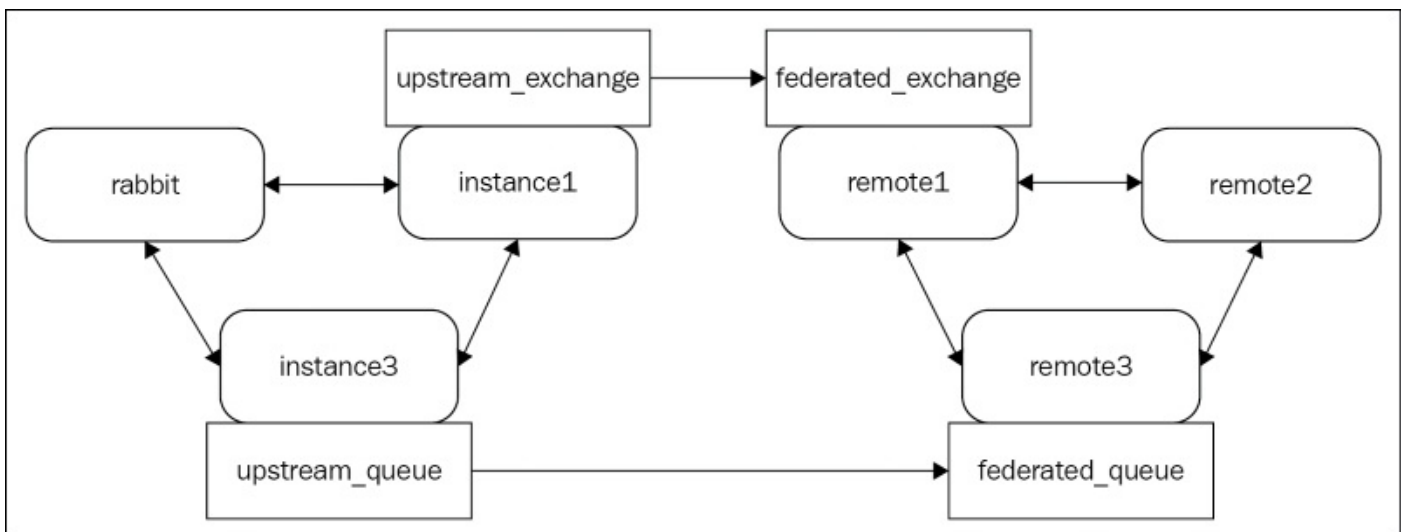 upstream_exchange
federated_exchange
rabbit
instance1
remote1
remote2
instance3
remote3
upstream_queue
federated_queue